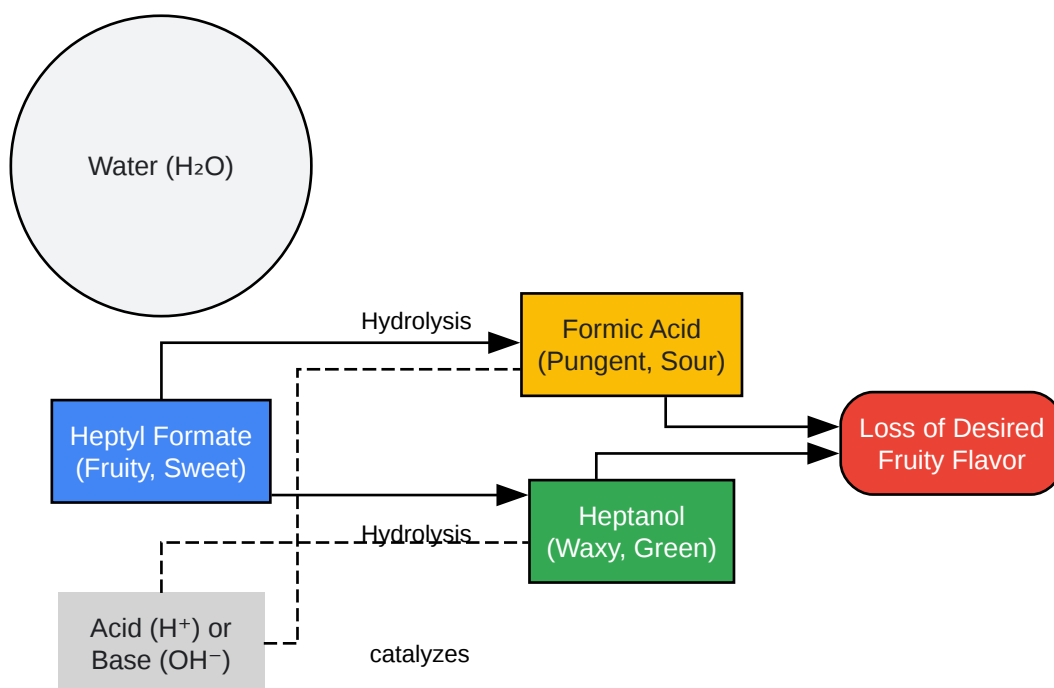 Water (H₂O)
Hydrolysis
Formic Acid
(Pungent, Sour)
Heptyl Formate
(Fruity, Sweet)
Loss of Desired
Fruity Flavor
Hydrolysis
Heptanol
(Waxy, Green)
Acid (H⁺) or
Base (OH⁻)
catalyzes